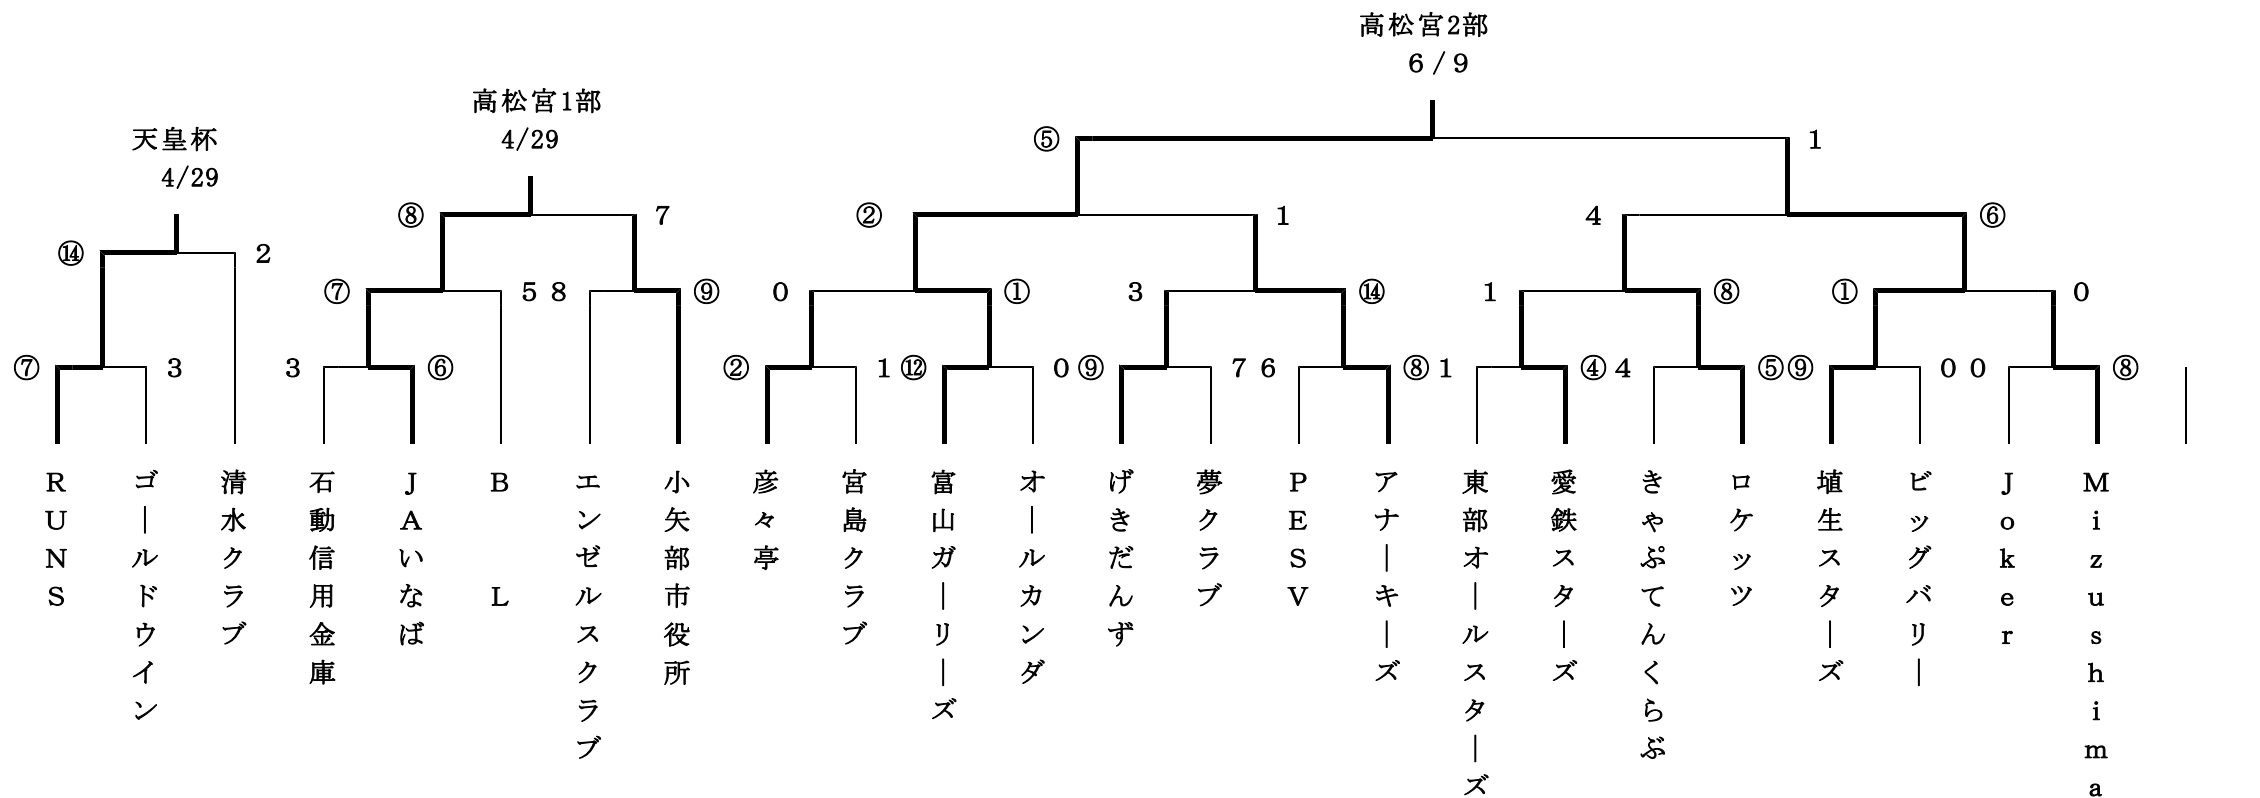 高松宮2部
6/9
高松宮1部
4/29
天皇杯
4/29
⑤ 1
⑧ 7 ② 1 4 ⑥
⑭ 2
⑦ 5 8 ⑨ 0 ① 3 ⑭ 1 ⑧ ① 0
⑦ 3 3 ⑥ ② 1 ⑫ 0 ⑨ 7 6 ⑧ 1 ④ 4 ⑤ ⑨ 0 0 ⑧
RUNS
ゴールドウイン
清水クラブ
石動信用金庫
JAいなば
B L
エンゼルスクラブ
小矢部市役所
彦々亭
宮島クラブ
富山ガーリーズ
オールカンダ
げきだんず
夢クラブ
PESV
アナーキーズ
東部オールスターズ
愛鉄スターズ
きゃぷてんくらぶ
ロケッツ
埴生スターズ
ビッグバリー
Joker
Mizushima